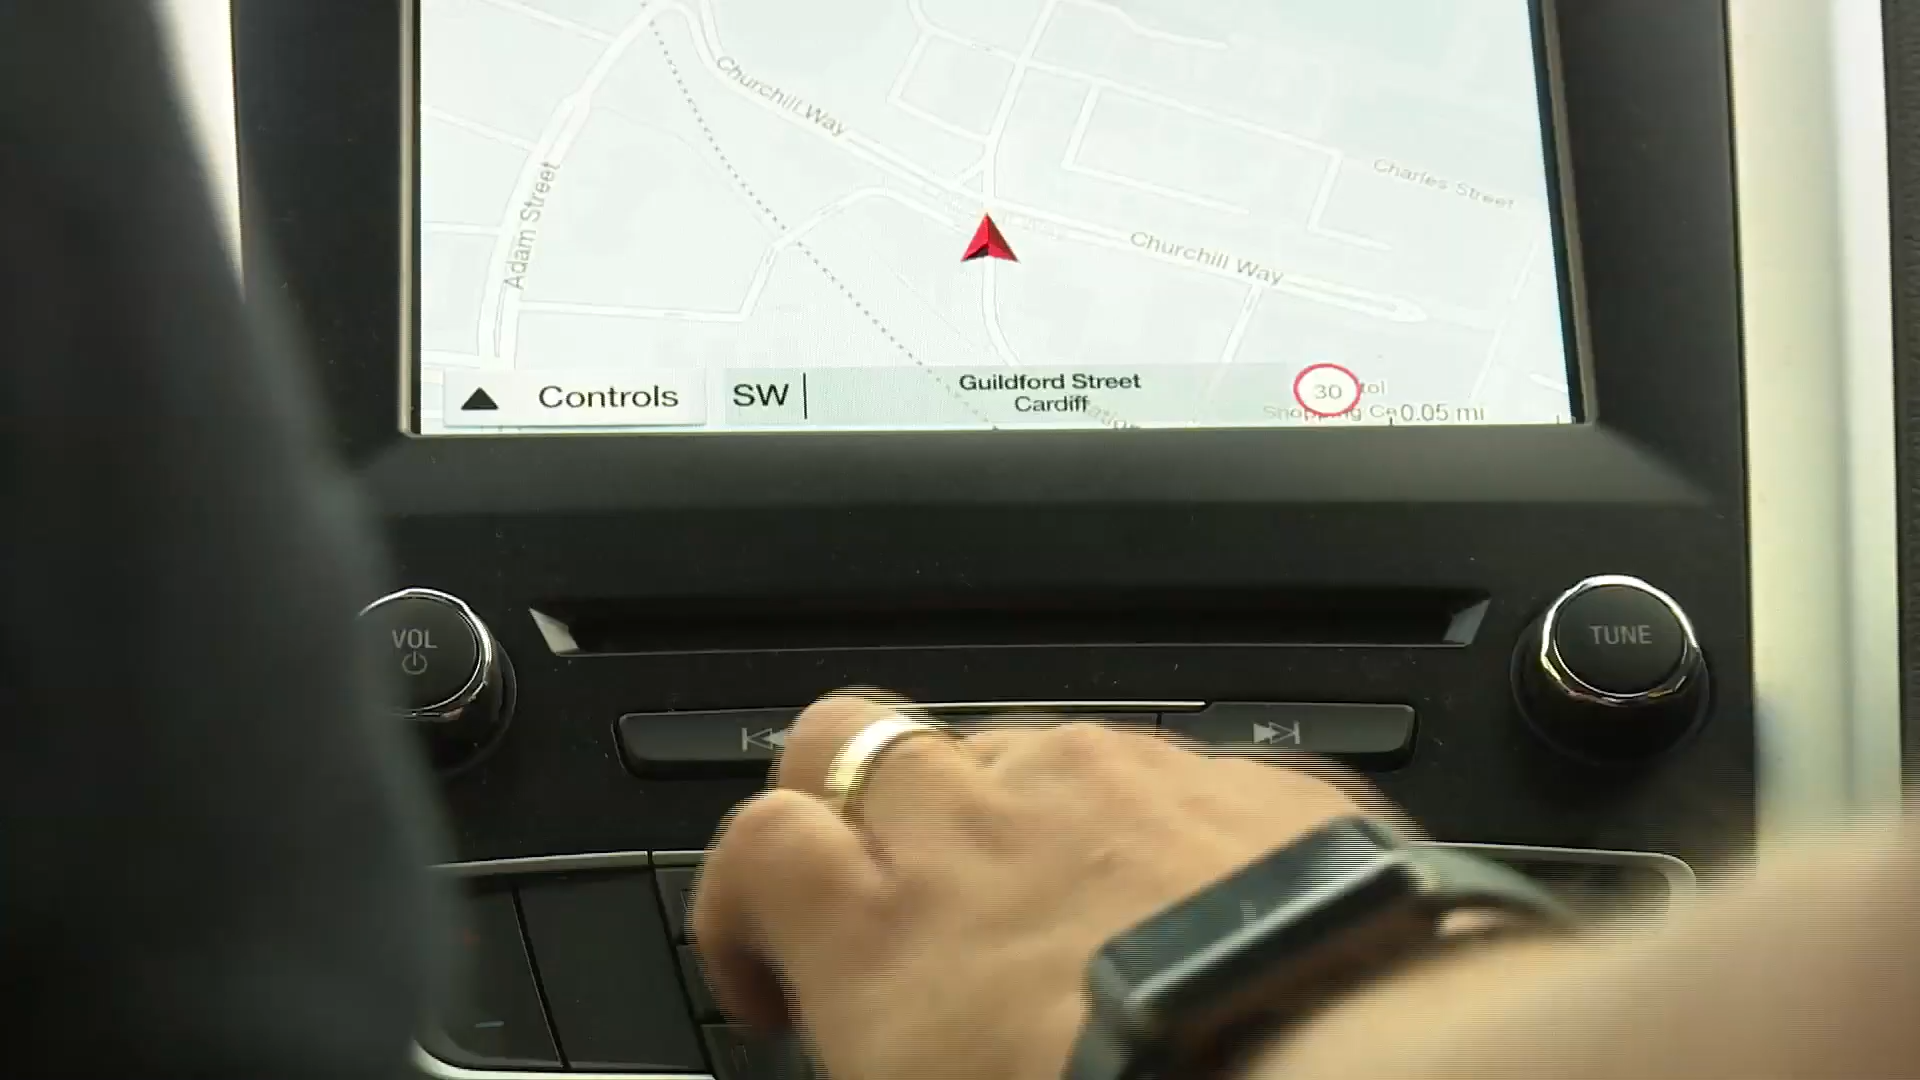 Churchill Way
Charles Street
Adam Street
Churchill Way
Controls
SW
Guildford Street
Cardiff
30
0.05 mi
VOL
TUNE